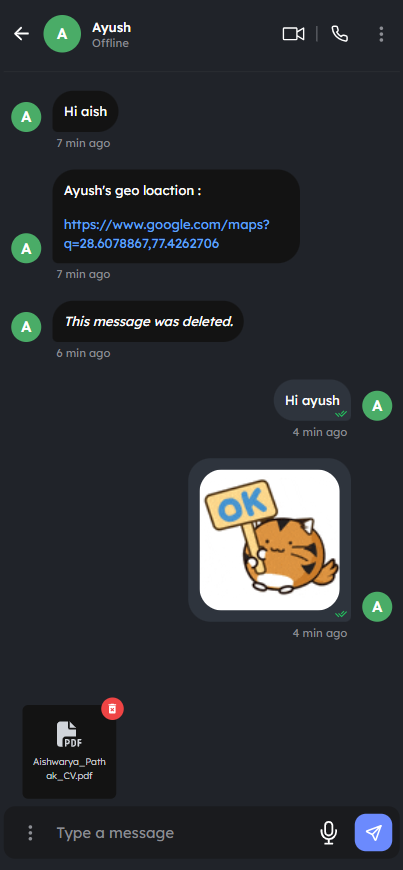 A
Ayush
Offline
Hi aish
A
7 min ago
Ayush's geo loaction :
https://www.google.com/maps?
q=28.6078867,77.4262706
A
7 min ago
This message was deleted.
A
6 min ago
Hi ayush
A
4 min ago
OK
A
4 min ago
PDF
Aishwarya_Path
ak_CV.pdf
Type a message